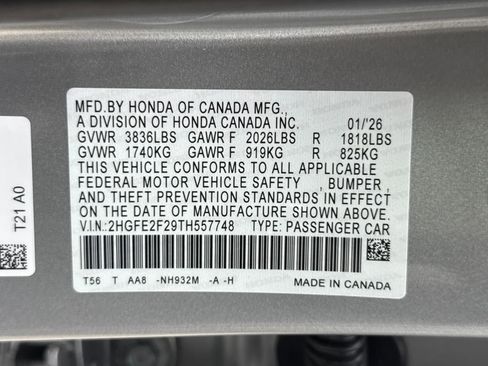 MFD.BY HONDA OF CANADA MFG.,
A DIVISION OF HONDA CANADA INC. 01/'26
GVWR 3836LBS GAWR F 2026LBS R 1818LBS
GVWR 1740KG GAWR F 919KG R 825KG
THIS VEHICLE CONFORMS TO ALL APPLICABLE
FEDERAL MOTOR VEHICLE SAFETY , BUMPER ,
AND THEFT PREVENTION STANDARDS IN EFFECT
ON THE DATE OF MANUFACTURE SHOWN ABOVE.
V.I.N.:2HGFE2F29TH557748 TYPE: PASSENGER CAR
T56 T AA8 -NH932M -A -H
MADE IN CANADA
T21 A0